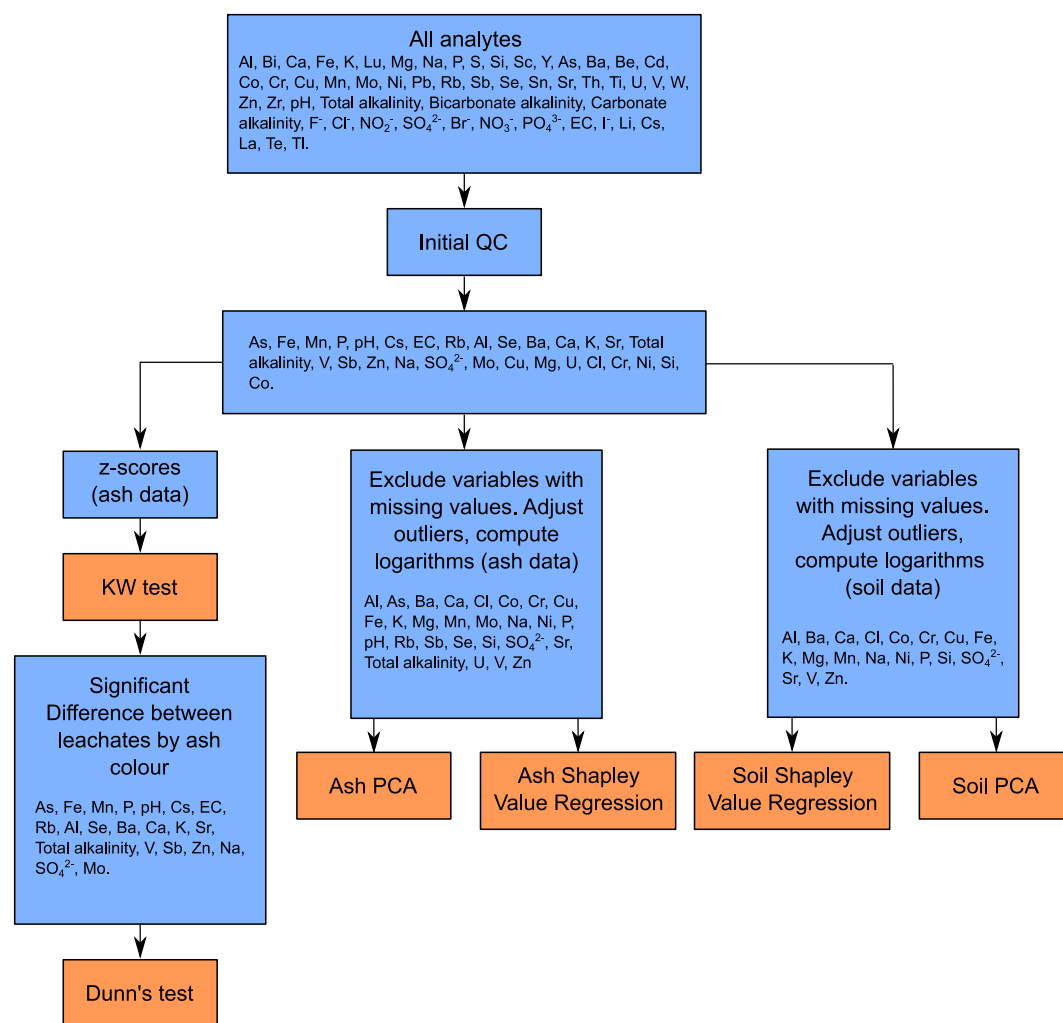 All analytes
Al, Bi, Ca, Fe, K, Lu, Mg, Na, P, S, Si, Sc, Y, As, Ba, Be, Cd,
Co, Cr, Cu, Mn, Mo, Ni, Pb, Rb, Sb, Se, Sn, Sr, Th, Ti, U, V, W,
Zn, Zr, pH, Total alkalinity, Bicarbonate alkalinity, Carbonate
alkalinity, F⁻, Cl⁻, NO₂⁻, SO₄²⁻, Br⁻, NO₃⁻, PO₄³⁻, EC, I⁻, Li, Cs,
La, Te, Tl.
Initial QC
As, Fe, Mn, P, pH, Cs, EC, Rb, Al, Se, Ba, Ca, K, Sr, Total
alkalinity, V, Sb, Zn, Na, SO₄²⁻, Mo, Cu, Mg, U, Cl, Cr, Ni, Si,
Co.
z-scores
(ash data)
KW test
Significant
Difference between
leachates by ash
colour
As, Fe, Mn, P, pH, Cs, EC,
Rb, Al, Se, Ba, Ca, K, Sr,
Total alkalinity, V, Sb, Zn, Na,
SO₄²⁻, Mo.
Dunn's test
Exclude variables with
missing values. Adjust
outliers, compute
logarithms (ash data)
Al, As, Ba, Ca, Cl, Co, Cr, Cu,
Fe, K, Mg, Mn, Mo, Na, Ni, P,
pH, Rb, Sb, Se, Si, SO₄²⁻, Sr,
Total alkalinity, U, V, Zn
Ash PCA
Ash Shapley
Value Regression
Exclude variables
with missing values.
Adjust outliers,
compute logarithms
(soil data)
Al, Ba, Ca, Cl, Co, Cr, Cu, Fe,
K, Mg, Mn, Na, Ni, P, Si, SO₄²⁻,
Sr, V, Zn.
Soil Shapley
Value Regression
Soil PCA